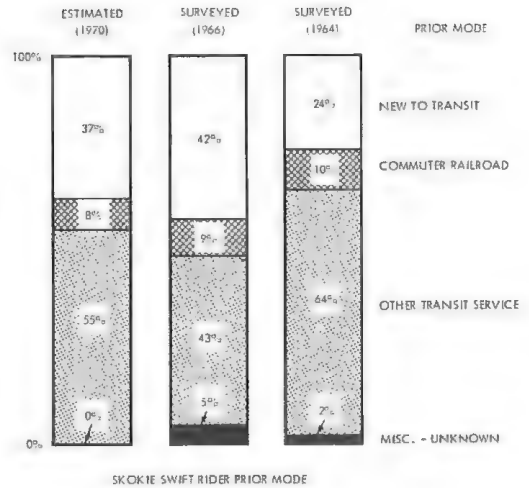 ESTIMATED SURVEYED SURVEYED
(1970) (1966) (1964) PRIOR MODE
100%
37% 42% 24% NEW TO TRANSIT
8% 9% 10% COMMUTER RAILROAD
55% 43% 64% OTHER TRANSIT SERVICE
0% 5% 2%
0% MISC. - UNKNOWN
SKOKIE SWIFT RIDER PRIOR MODE